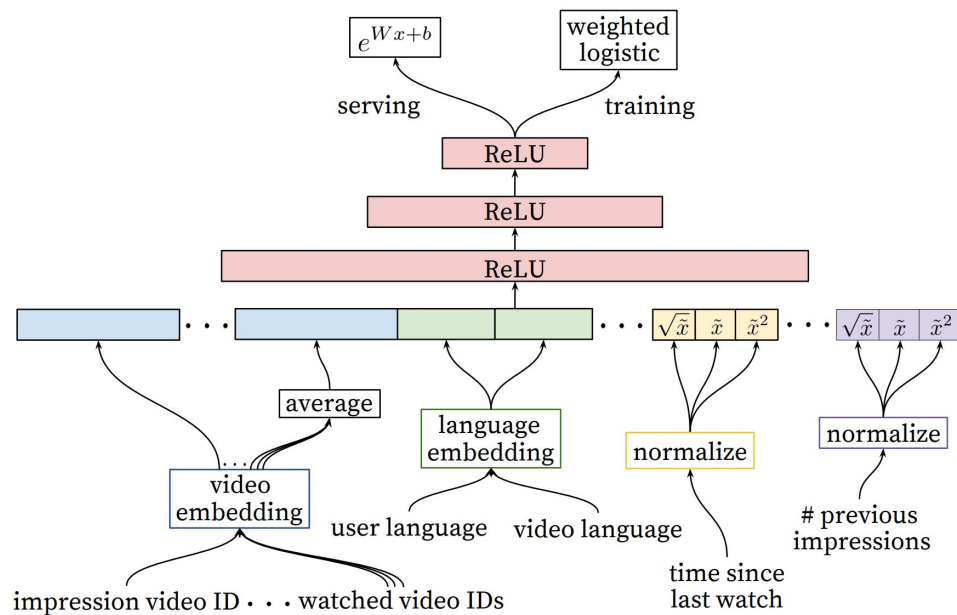 e^{Wx+b}
weighted
logistic
serving
training
ReLU
ReLU
ReLU
. . .
. . .
√x̃ x̃ x̃²
. . .
√x̃ x̃ x̃²
average
language
embedding
normalize
normalize
...
video
embedding
user language
video language
# previous
impressions
time since
last watch
impression video ID . . . watched video IDs